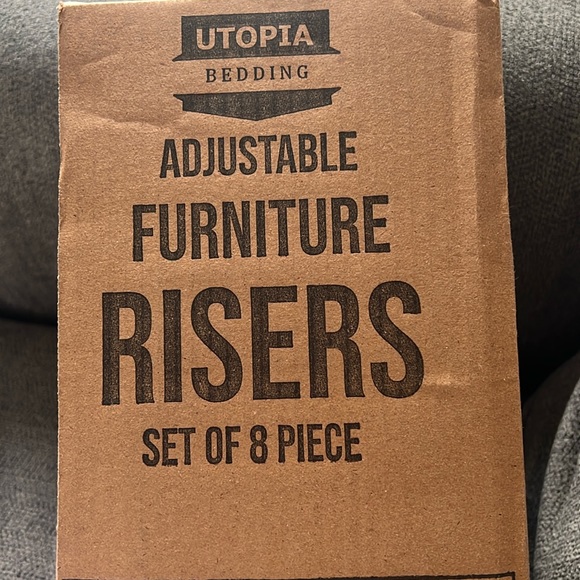 UTOPIA
BEDDING
ADJUSTABLE
FURNITURE
RISERS
SET OF 8 PIECE